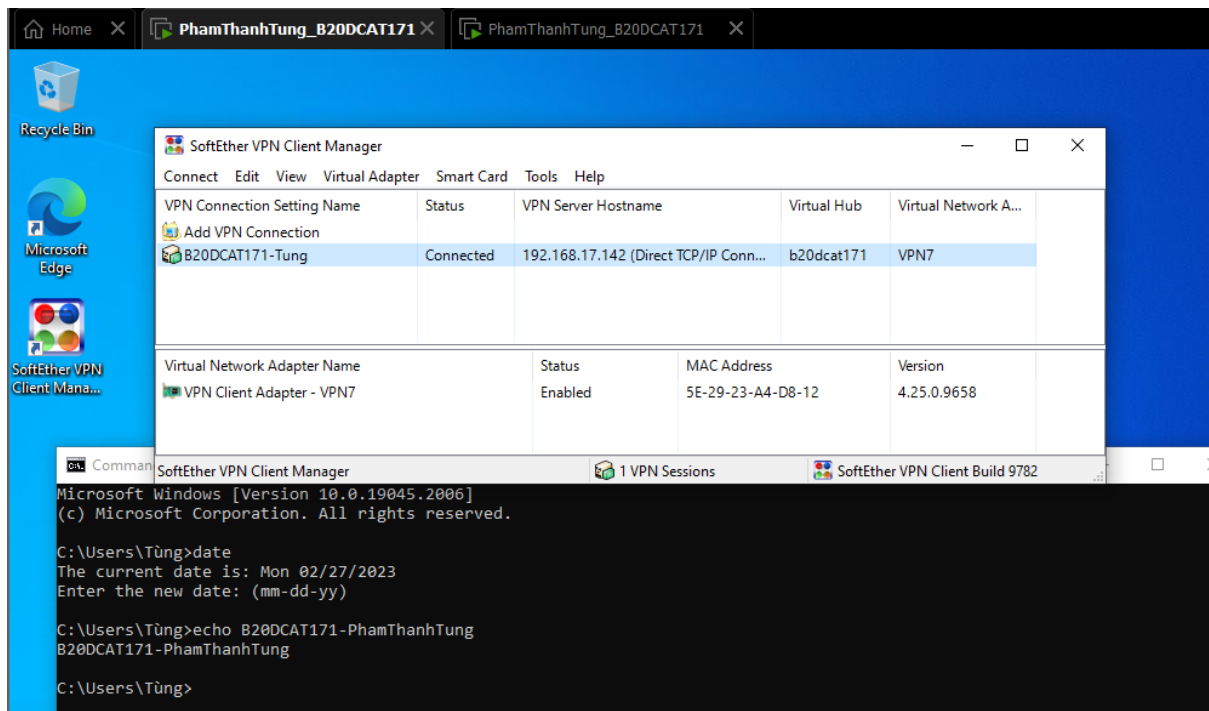 Home
PhamThanhTung_B20DCAT171
PhamThanhTung_B20DCAT171
Recycle Bin
Microsoft
Edge
SoftEther VPN
Client Mana...
SoftEther VPN Client Manager
Connect Edit View Virtual Adapter Smart Card Tools Help
VPN Connection Setting Name Status VPN Server Hostname Virtual Hub Virtual Network A...
Add VPN Connection
B20DCAT171-Tung Connected 192.168.17.142 (Direct TCP/IP Conn... b20dcat171 VPN7
Virtual Network Adapter Name Status MAC Address Version
VPN Client Adapter - VPN7 Enabled 5E-29-23-A4-D8-12 4.25.0.9658
SoftEther VPN Client Manager 1 VPN Sessions SoftEther VPN Client Build 9782
Comman
Microsoft Windows [Version 10.0.19045.2006]
(c) Microsoft Corporation. All rights reserved.
C:\Users\Tùng>date
The current date is: Mon 02/27/2023
Enter the new date: (mm-dd-yy)
C:\Users\Tùng>echo B20DCAT171-PhamThanhTung
B20DCAT171-PhamThanhTung
C:\Users\Tùng>